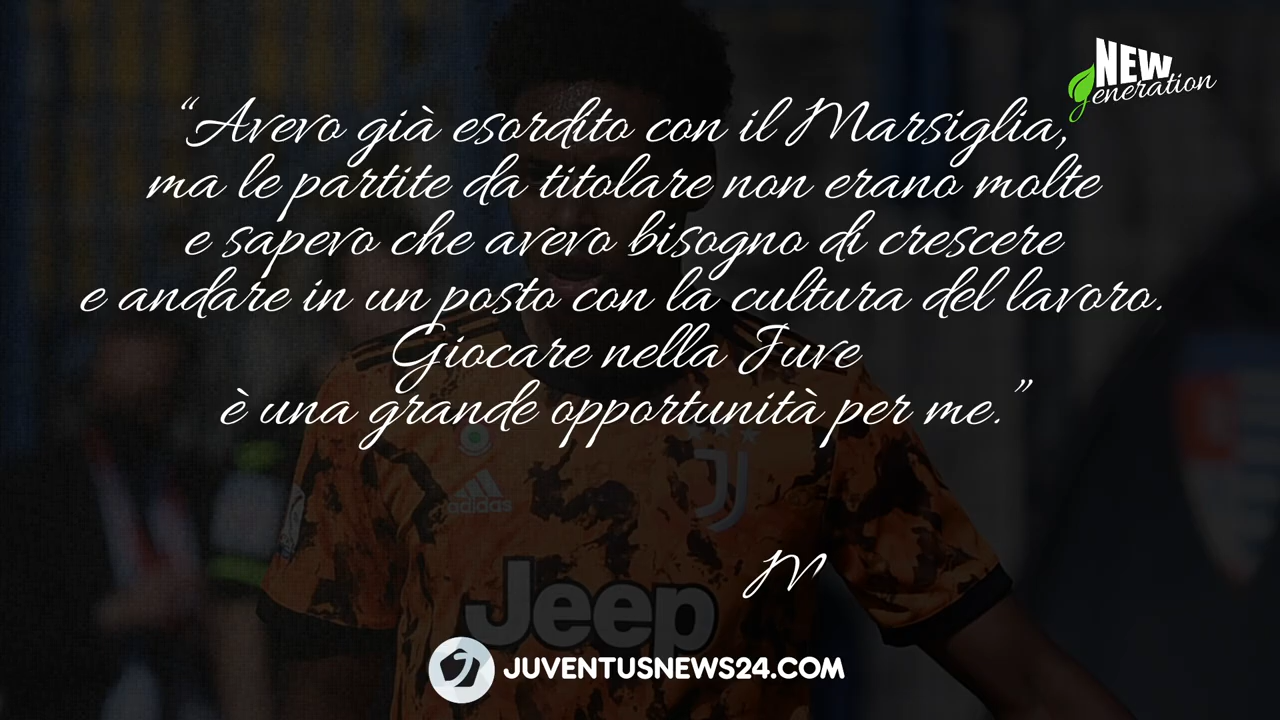 NEW
generation
“Avevo già esordito con il Marsiglia,
ma le partite da titolare non erano molte
e sapevo che avevo bisogno di crescere
e andare in un posto con la cultura del lavoro.
Giocare nella Juve
è una grande opportunità per me.”
adidas
Jeep
JV
JUVENTUSNEWS24.COM